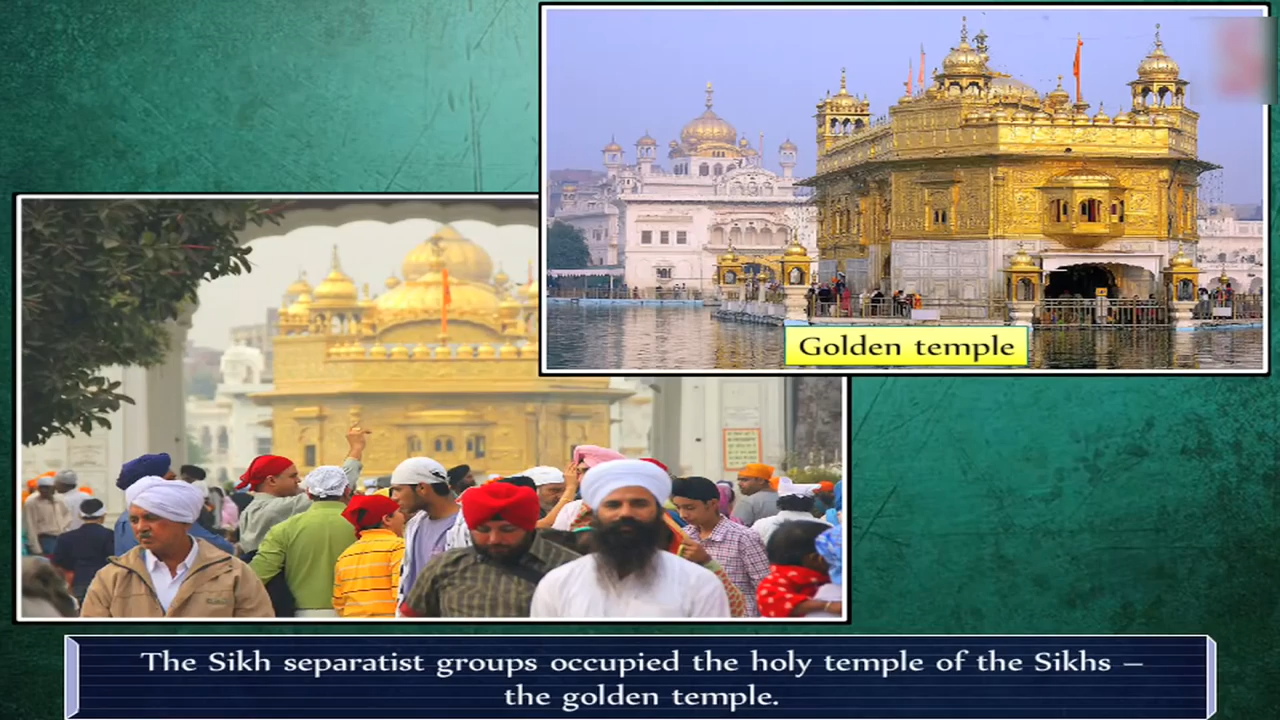 Golden temple
The Sikh separatist groups occupied the holy temple of the Sikhs –
the golden temple.